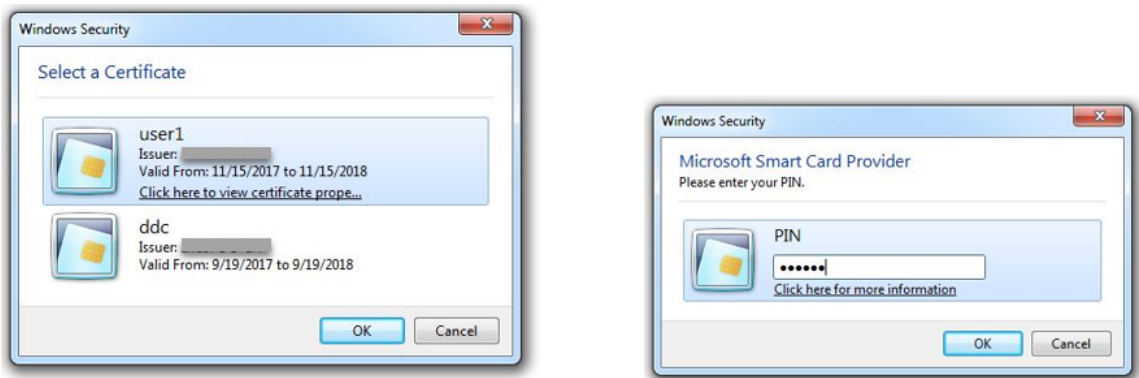 Windows Security
Select a Certificate
user1
Issuer:
Valid From: 11/15/2017 to 11/15/2018
Click here to view certificate prope...
ddc
Issuer:
Valid From: 9/19/2017 to 9/19/2018
OK
Cancel
Windows Security
Microsoft Smart Card Provider
Please enter your PIN.
PIN
••••••
Click here for more information
OK
Cancel